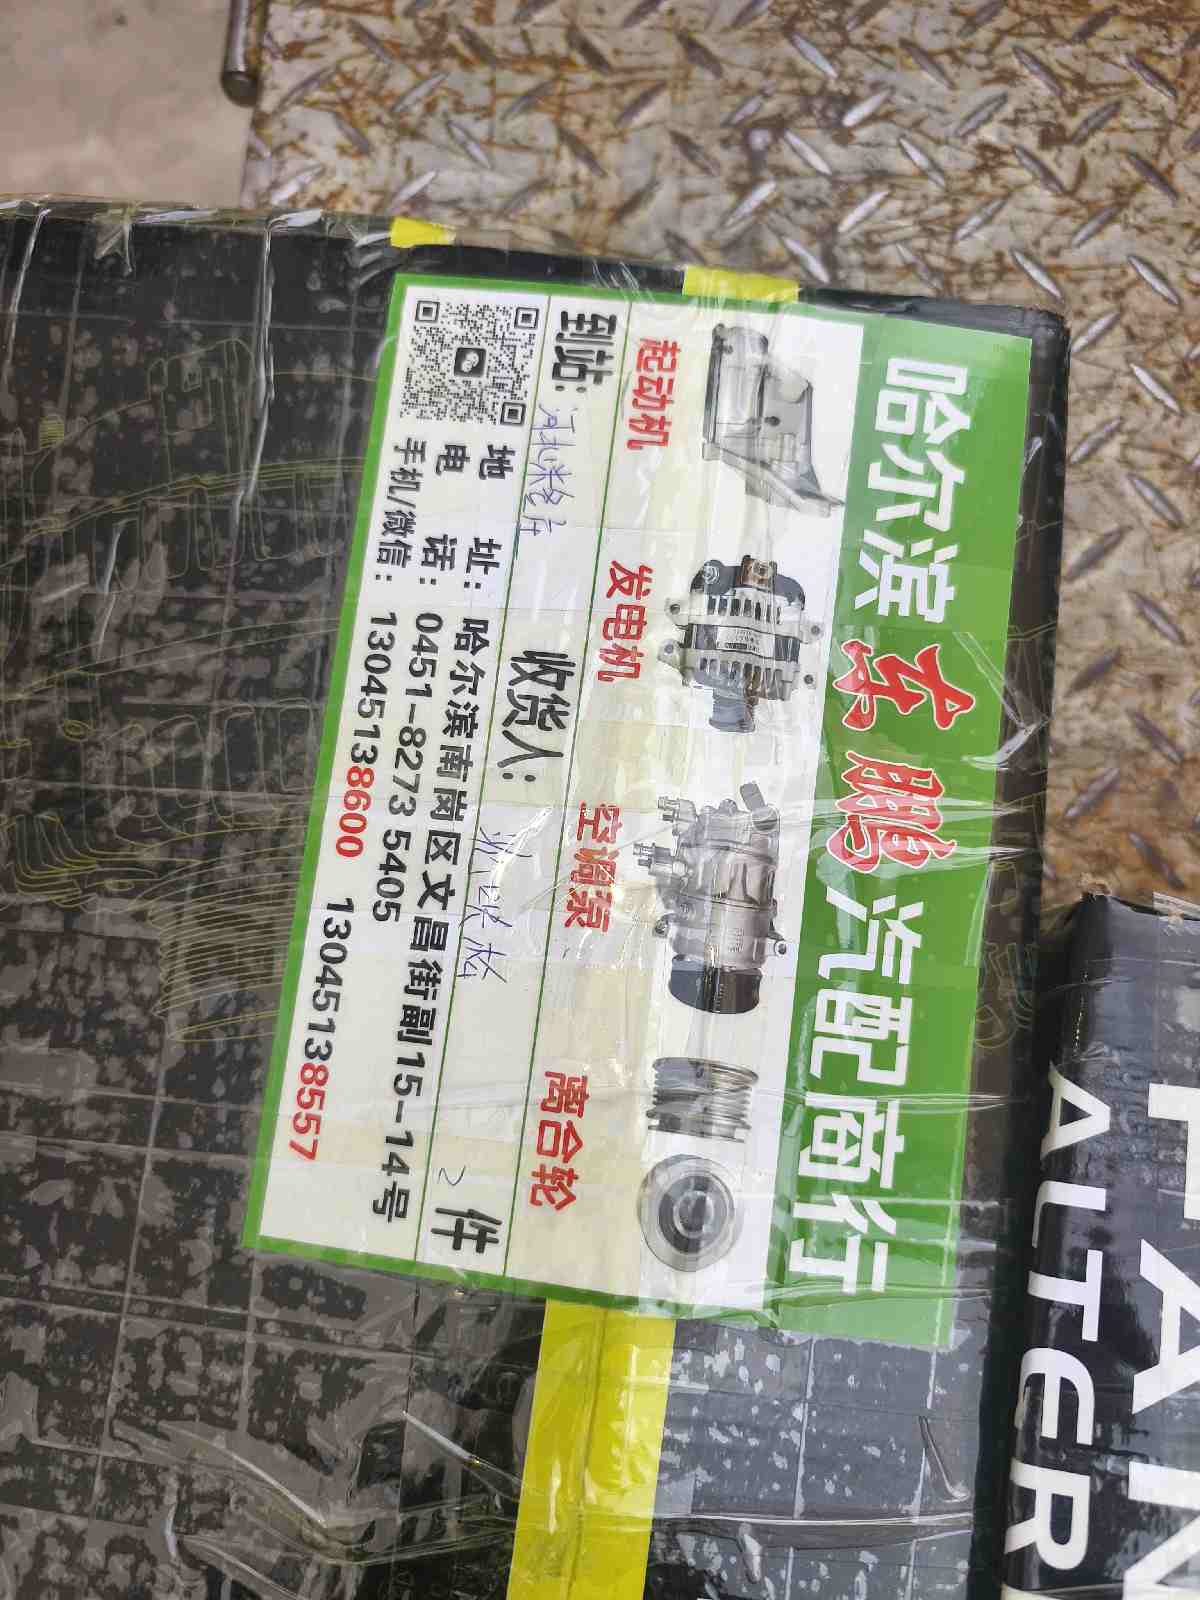 哈尔滨东鹏汽配商行
起动机 发电机 空调泵 离合轮
到站: 河北
收货人: 件
2
地 址: 哈尔滨南岗区文昌街副15-14号
电 话: 0451-8273 5405
手机/微信: 13045138600 13045138557
ALTER